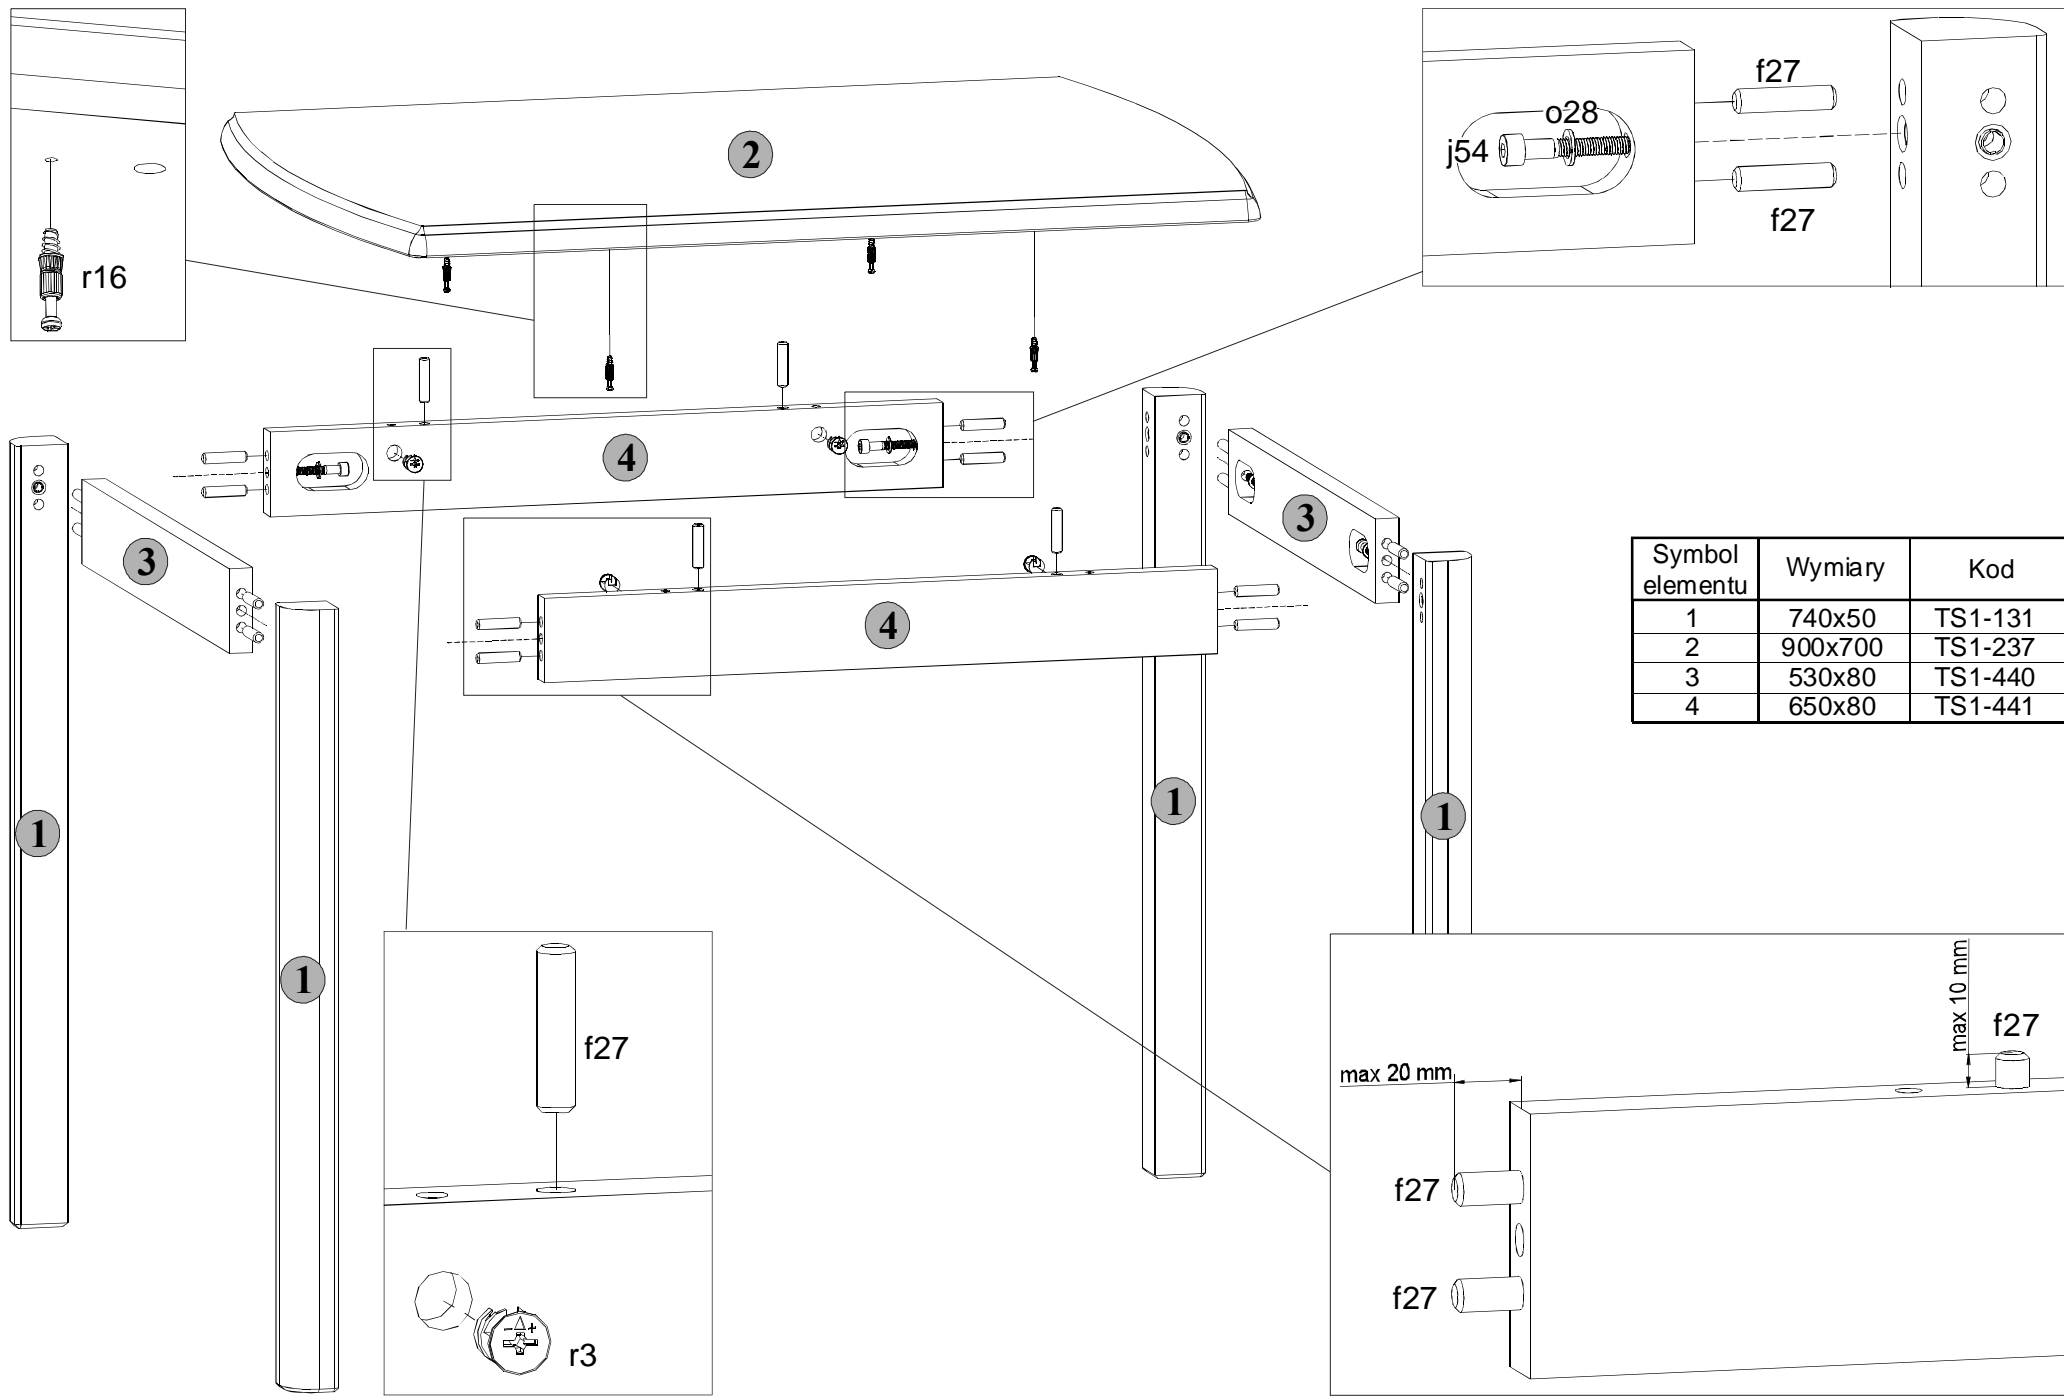 f27
o28
j54
f27
2
r16
4
3
3
4
Symbol elementu Wymiary Kod
1 740x50 TS1-131
2 900x700 TS1-237
3 530x80 TS1-440
4 650x80 TS1-441
1
1
1
1
f27
- +
r3
max 10 mm
f27
max 20 mm
f27
f27